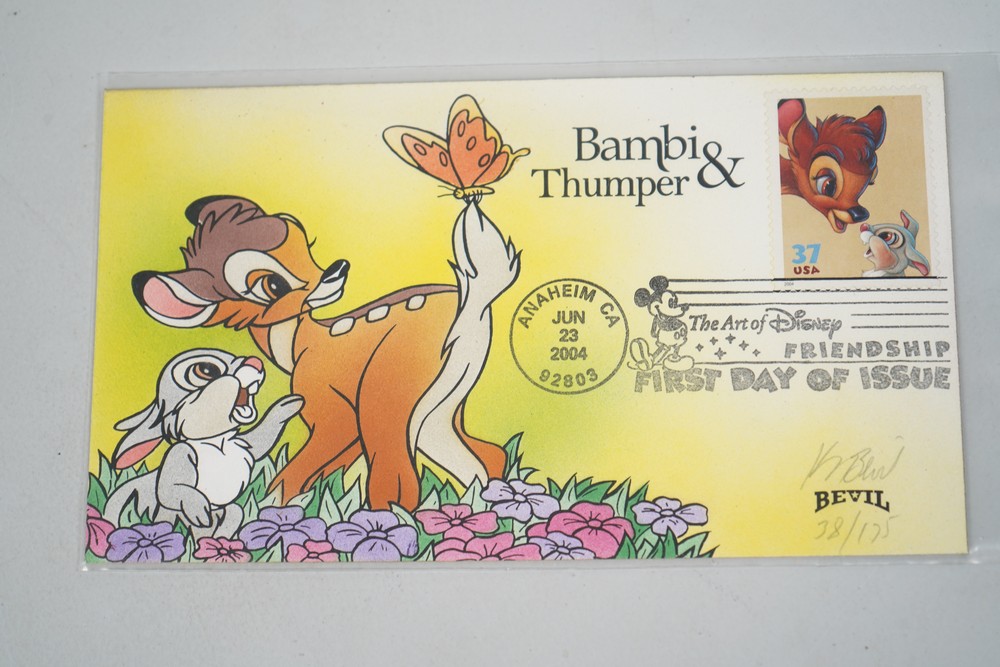 Bambi &
Thumper
37
USA
ANAHEIM CA
JUN
23
2004
92803
The Art of Disney
FRIENDSHIP
FIRST DAY OF ISSUE
BEVIL
38/175